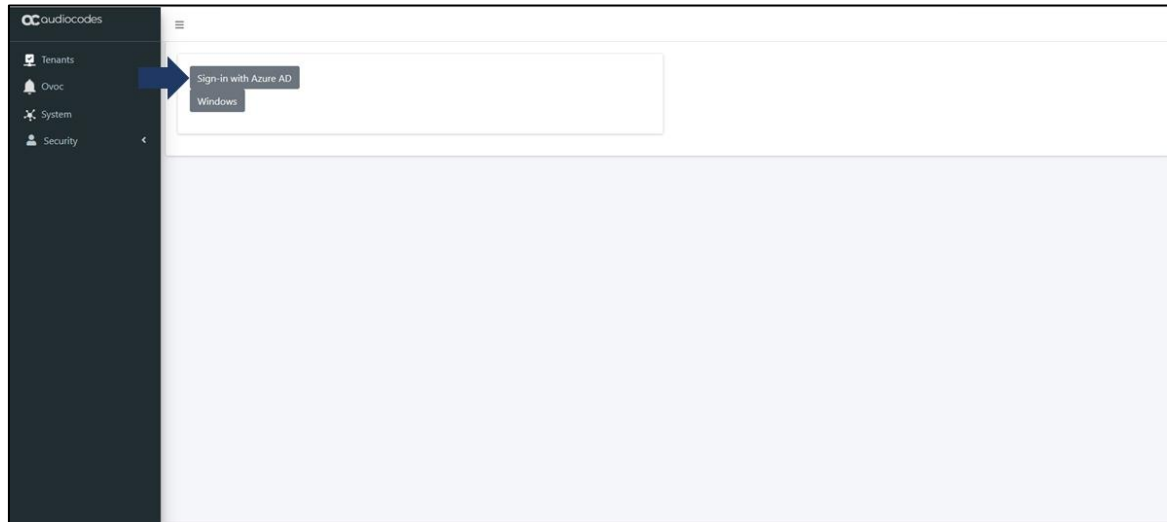 audiocodes
Tenants
Ovoc
System
Security
Sign-in with Azure AD
Windows